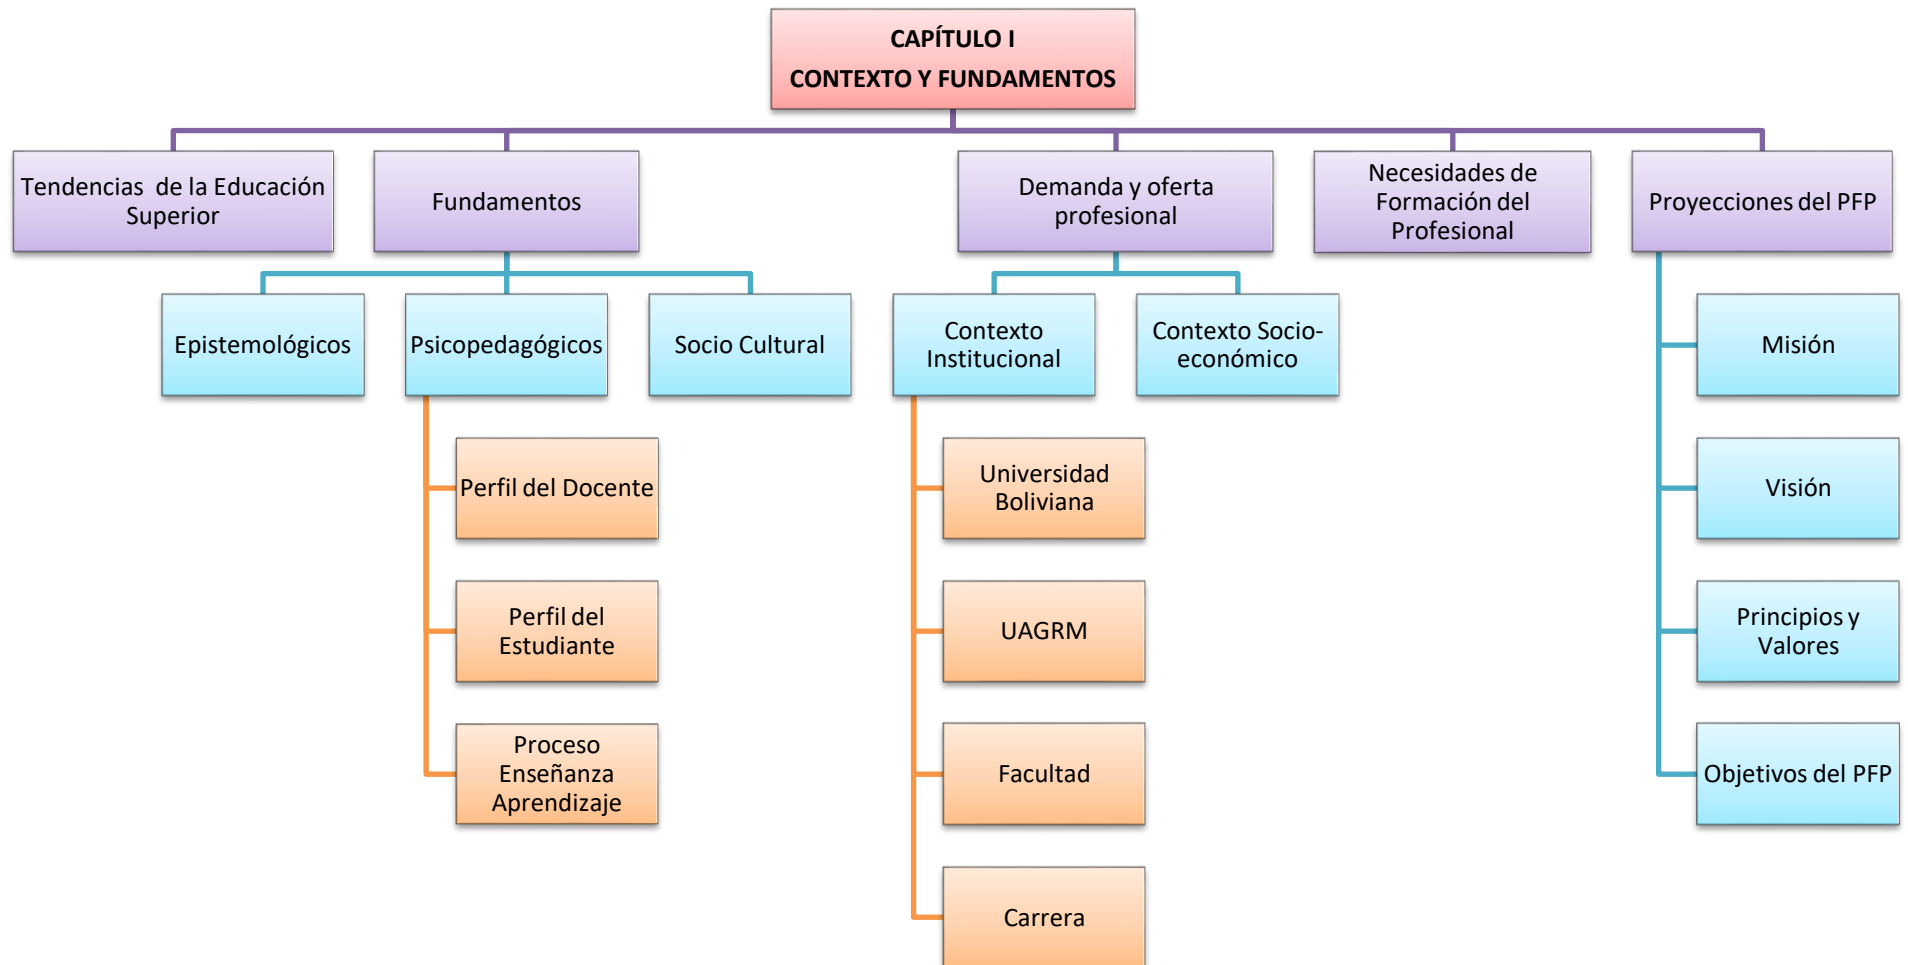 CAPÍTULO I
CONTEXTO Y FUNDAMENTOS
Tendencias de la Educación
Superior
Fundamentos
Demanda y oferta
profesional
Necesidades de
Formación del
Profesional
Proyecciones del PFP
Epistemológicos
Psicopedagógicos
Socio Cultural
Contexto
Institucional
Contexto Socio-
económico
Misión
Perfil del Docente
Universidad
Boliviana
Visión
Perfil del
Estudiante
UAGRM
Principios y
Valores
Proceso
Enseñanza
Aprendizaje
Facultad
Objetivos del PFP
Carrera